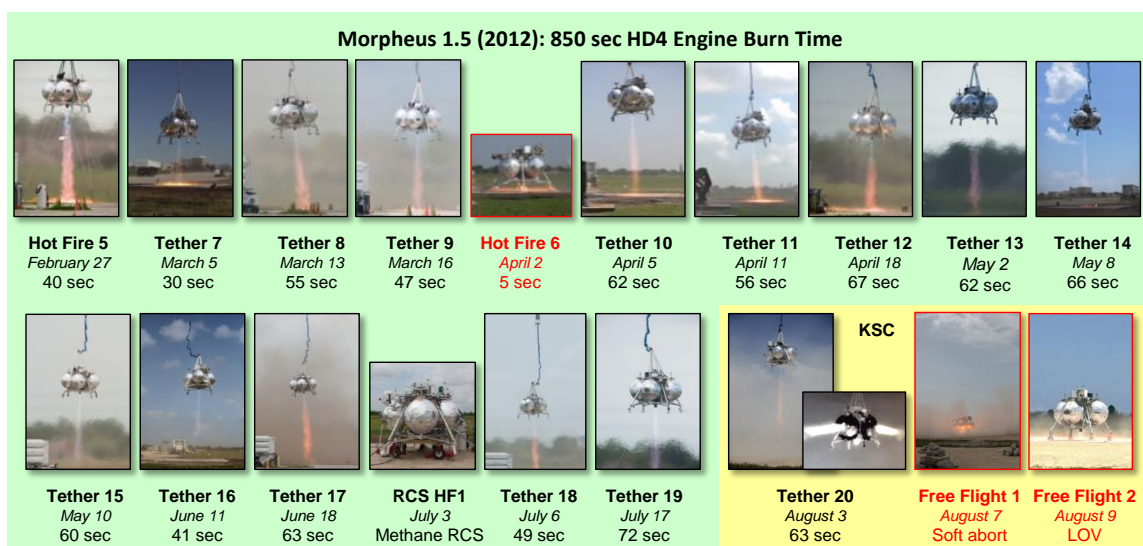 Morpheus 1.5 (2012): 850 sec HD4 Engine Burn Time
Hot Fire 5
February 27
40 sec
Tether 7
March 5
30 sec
Tether 8
March 13
55 sec
Tether 9
March 16
47 sec
Hot Fire 6
April 2
5 sec
Tether 10
April 5
62 sec
Tether 11
April 11
56 sec
Tether 12
April 18
67 sec
Tether 13
May 2
62 sec
Tether 14
May 8
66 sec
Tether 15
May 10
60 sec
Tether 16
June 11
41 sec
Tether 17
June 18
63 sec
RCS HF1
July 3
Methane RCS
Tether 18
July 6
49 sec
Tether 19
July 17
72 sec
KSC
Tether 20
August 3
63 sec
Free Flight 1
August 7
Soft abort
Free Flight 2
August 9
LOV